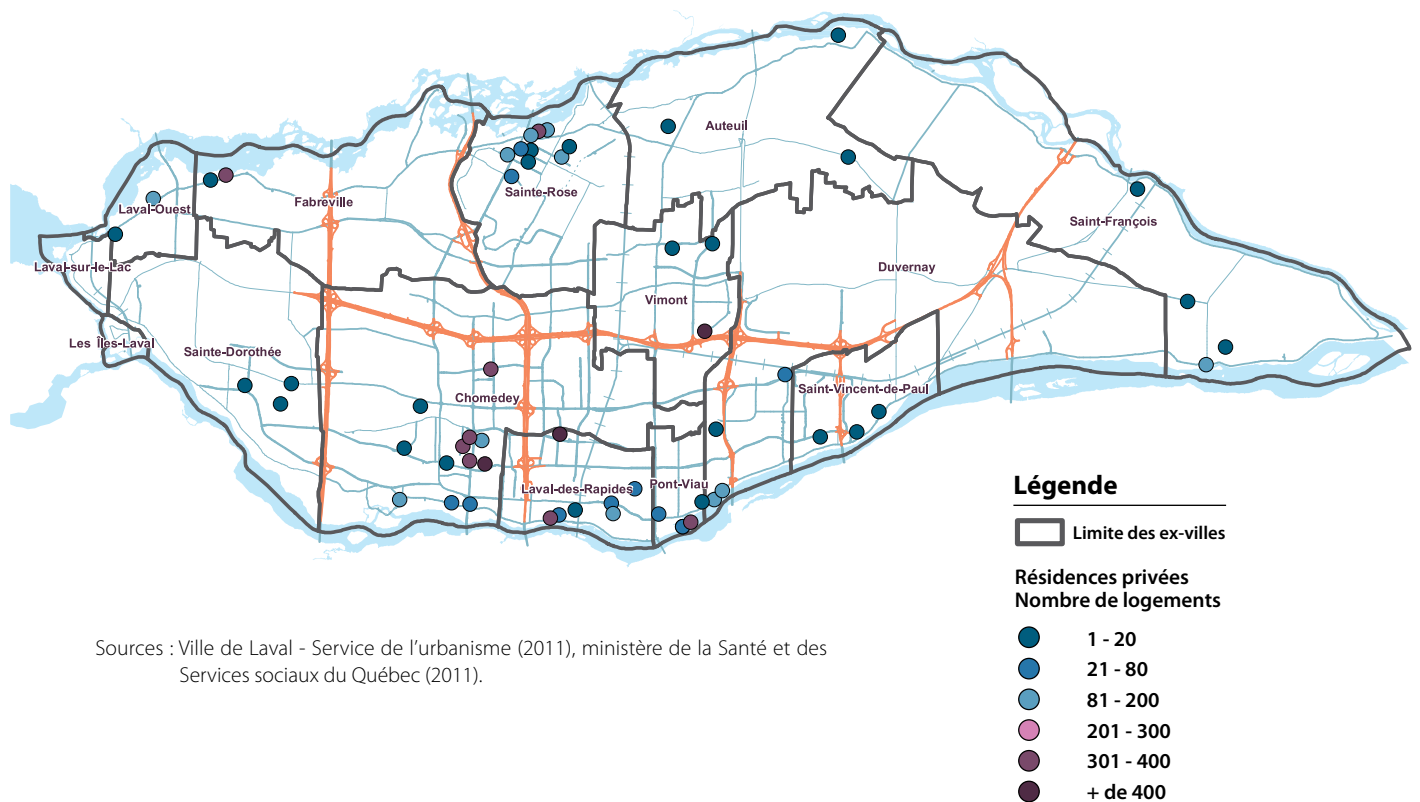 Auteuil
Sainte-Rose
Fabreville
Laval-Ouest
Saint-François
Laval-sur-le-Lac
Duvernay
Vimont
Les Îles-Laval
Sainte-Dorothée
Saint-Vincent-de-Paul
Chomedey
Laval-des-Rapides
Pont-Viau
Légende
Limite des ex-villes
Résidences privées
Nombre de logements
1 - 20
21 - 80
81 - 200
201 - 300
301 - 400
+ de 400
Sources : Ville de Laval - Service de l’urbanisme (2011), ministère de la Santé et des
Services sociaux du Québec (2011).